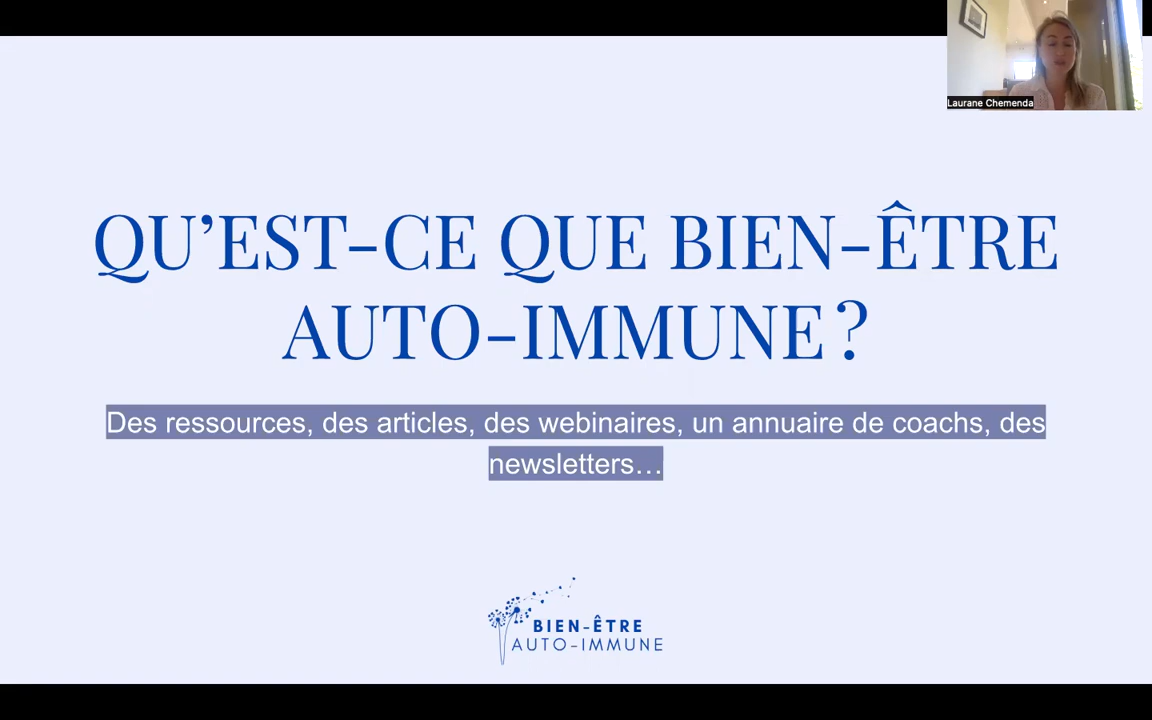 Laurane Chemenda
QU’EST-CE QUE BIEN-ÊTRE
AUTO-IMMUNE ?
Des ressources, des articles, des webinaires, un annuaire de coachs, des
newsletters…
BIEN-ÊTRE
AUTO-IMMUNE